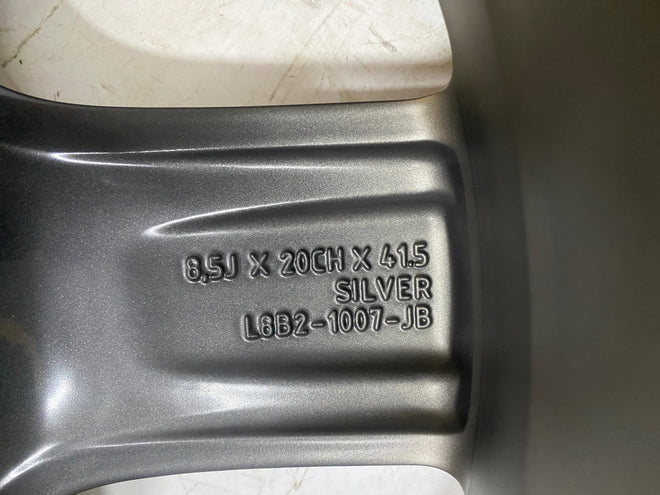 8,5J X 20CH X 41.5
SILVER
L8B2-1007-JB